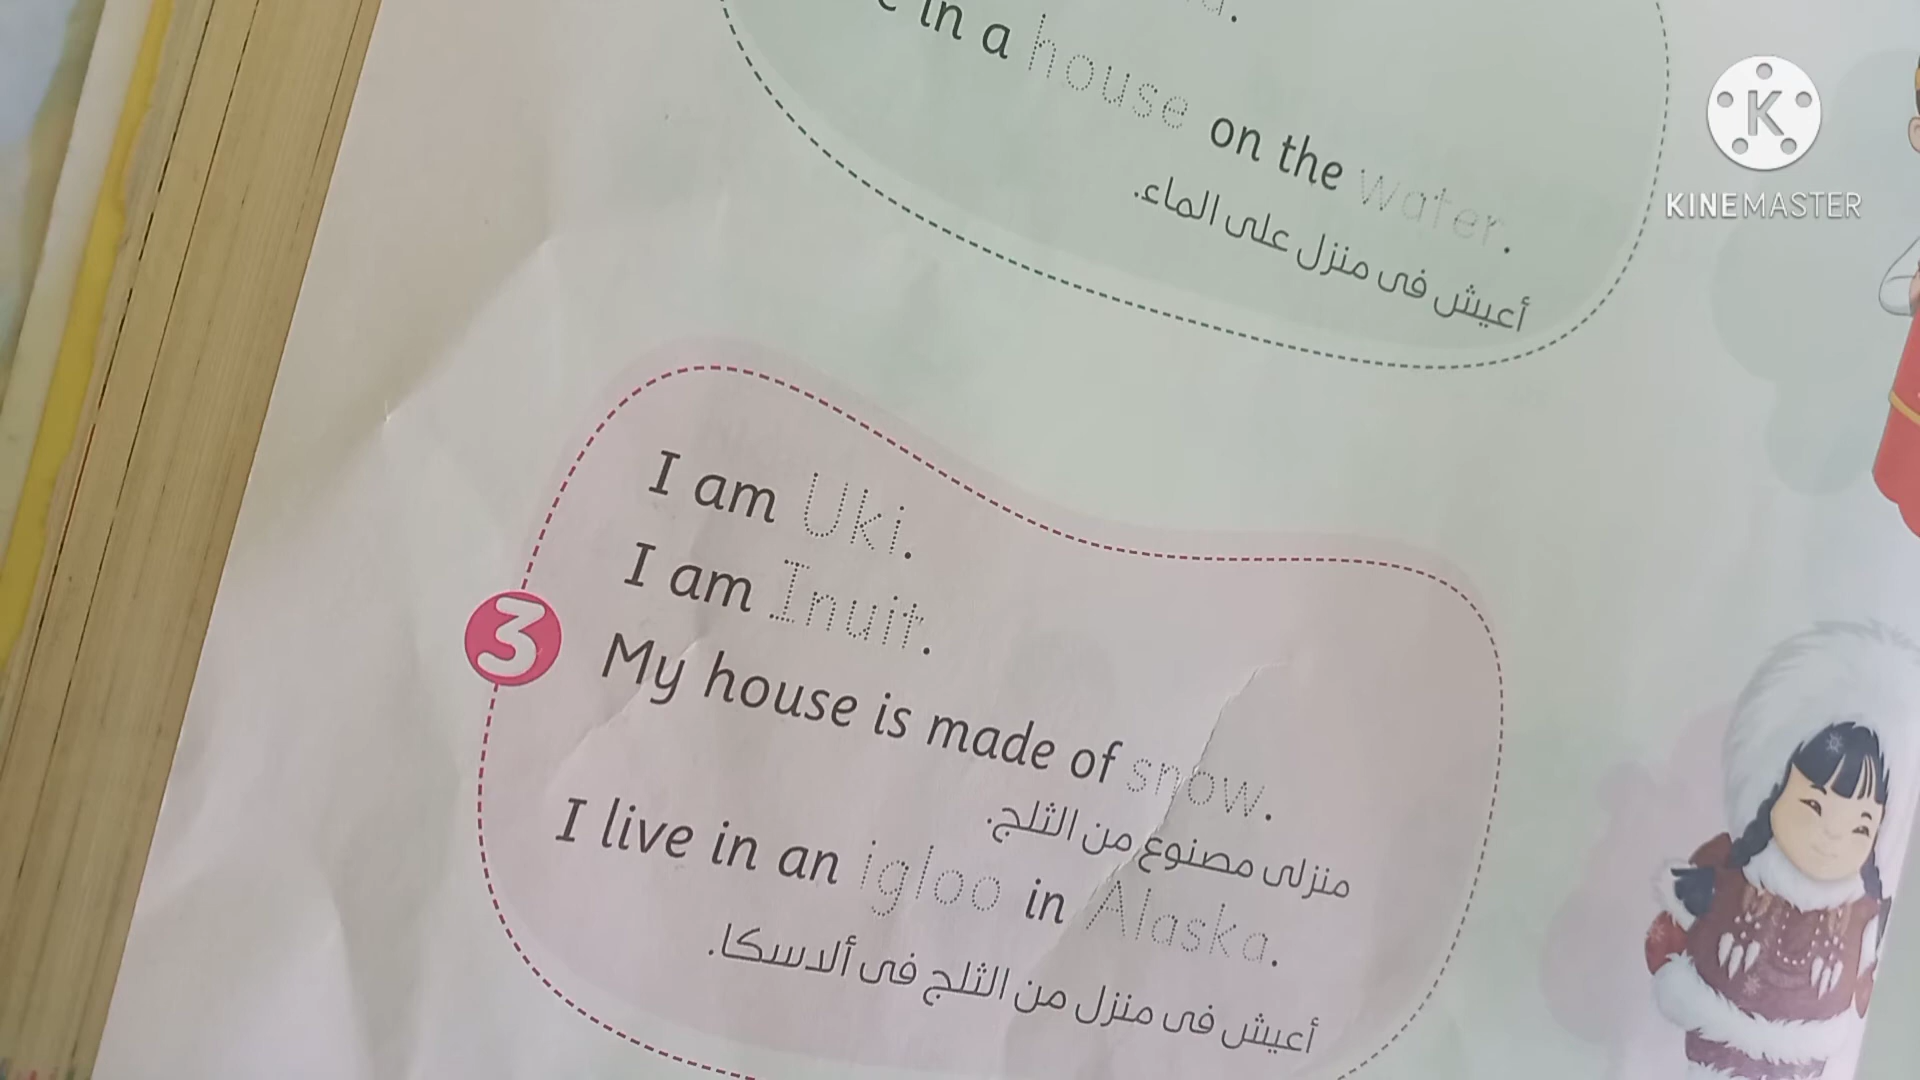 in a house on the water.
أعيش فى منزل على الماء.
3
I am Uki.
I am Inuit.
My house is made of snow.
منزلى مصنوع من الثلج.
I live in an igloo in Alaska.
أعيش فى منزل من الثلج فى ألاسكا.
K
KINEMASTER